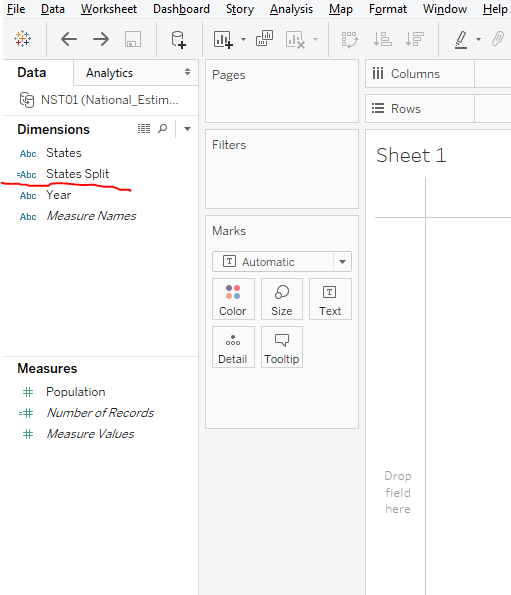 File Data Worksheet Dashboard Story Analysis Map Format Window Help
Data Analytics
NST01 (National_Estim...
Dimensions
Abc States
=Abc States Split
Abc Year
Abc Measure Names
Measures
# Population
=# Number of Records
# Measure Values
Pages
Filters
Marks
T Automatic
Color Size T Text
Detail Tooltip
Columns
Rows
Sheet 1
Drop
field
here